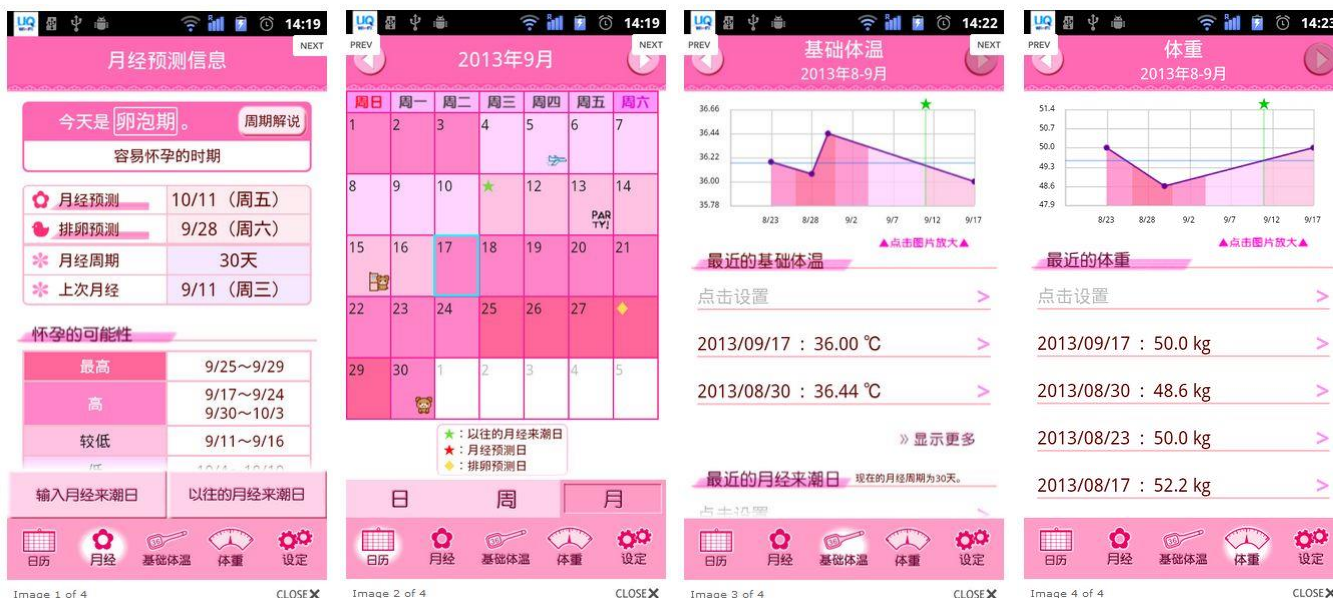 UQ
14:19
NEXT
月经预测信息
今天是 卵泡期 。
周期解说
容易怀孕的时期
月经预测 10/11（周五）
排卵预测 9/28（周六）
月经周期 30天
上次月经 9/11（周三）
怀孕的可能性
最高 9/25～9/29
高 9/17～9/24
9/30～10/3
较低 9/11～9/16
输入月经来潮日 以往的月经来潮日
日历 月经 基础体温 体重 设定
Image 1 of 4 CLOSE X
UQ
14:19
PREV NEXT
2013年9月
周日 周一 周二 周三 周四 周五 周六
1 2 3 4 5 6 7
8 9 10 12 13 14
PAR
TY!
15 16 17 18 19 20 21
22 23 24 25 26 27
29 30 1 2 3 4 5
★：以往的月经来潮日
★：月经预测日
◆：排卵预测日
日 周 月
日历 月经 基础体温 体重 设定
Image 2 of 4 CLOSE X
UQ
14:22
PREV NEXT
基础体温
2013年8-9月
36.66
36.44
36.22
36.00
35.78
8/23 8/28 9/2 9/7 9/12 9/17
▲点击图片放大▲
最近的基础体温
点击设置 >
2013/09/17 : 36.00 ℃ >
2013/08/30 : 36.44 ℃ >
》显示更多
最近的月经来潮日 现在的月经周期为30天。
点击设置
日历 月经 基础体温 体重 设定
Image 3 of 4 CLOSE X
UQ
14:23
PREV
体重
2013年8-9月
51.4
50.7
50.0
49.3
48.6
47.9
8/23 8/28 9/2 9/7 9/12 9/17
▲点击图片放大▲
最近的体重
点击设置 >
2013/09/17 : 50.0 kg >
2013/08/30 : 48.6 kg >
2013/08/23 : 50.0 kg >
2013/08/17 : 52.2 kg >
日历 月经 基础体温 体重 设定
Image 4 of 4 CLOSE X